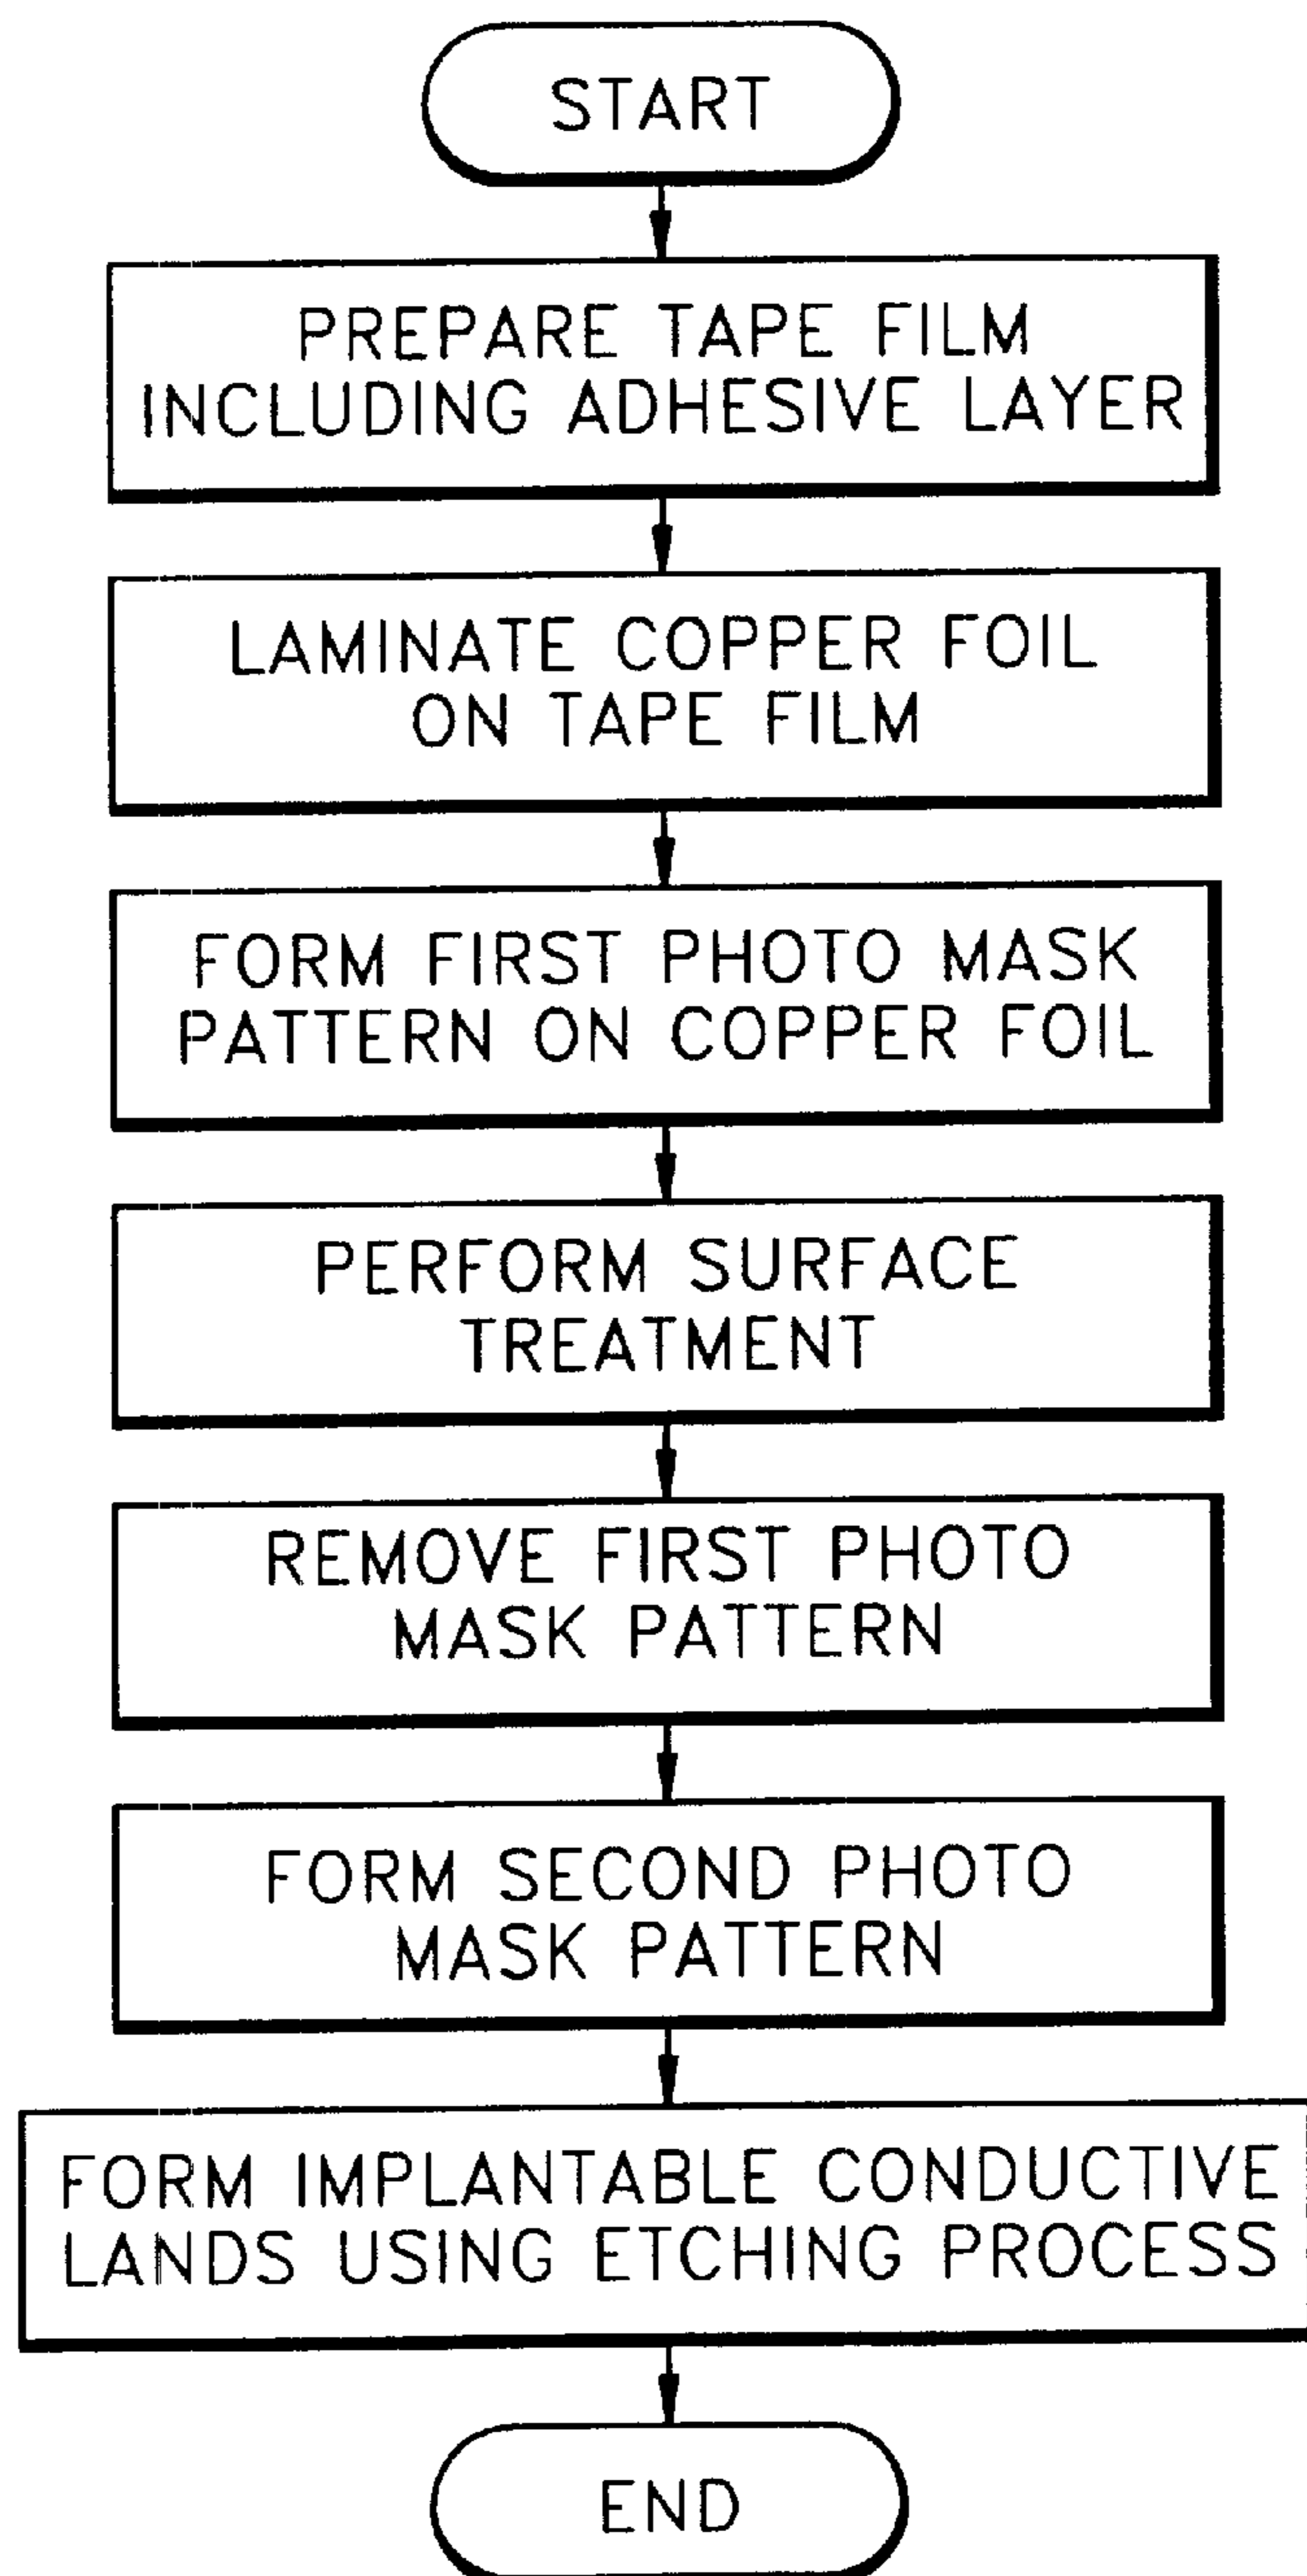 START
PREPARE TAPE FILM
INCLUDING ADHESIVE LAYER
LAMINATE COPPER FOIL
ON TAPE FILM
FORM FIRST PHOTO MASK
PATTERN ON COPPER FOIL
PERFORM SURFACE
TREATMENT
REMOVE FIRST PHOTO
MASK PATTERN
FORM SECOND PHOTO
MASK PATTERN
FORM IMPLANTABLE CONDUCTIVE
LANDS USING ETCHING PROCESS
END